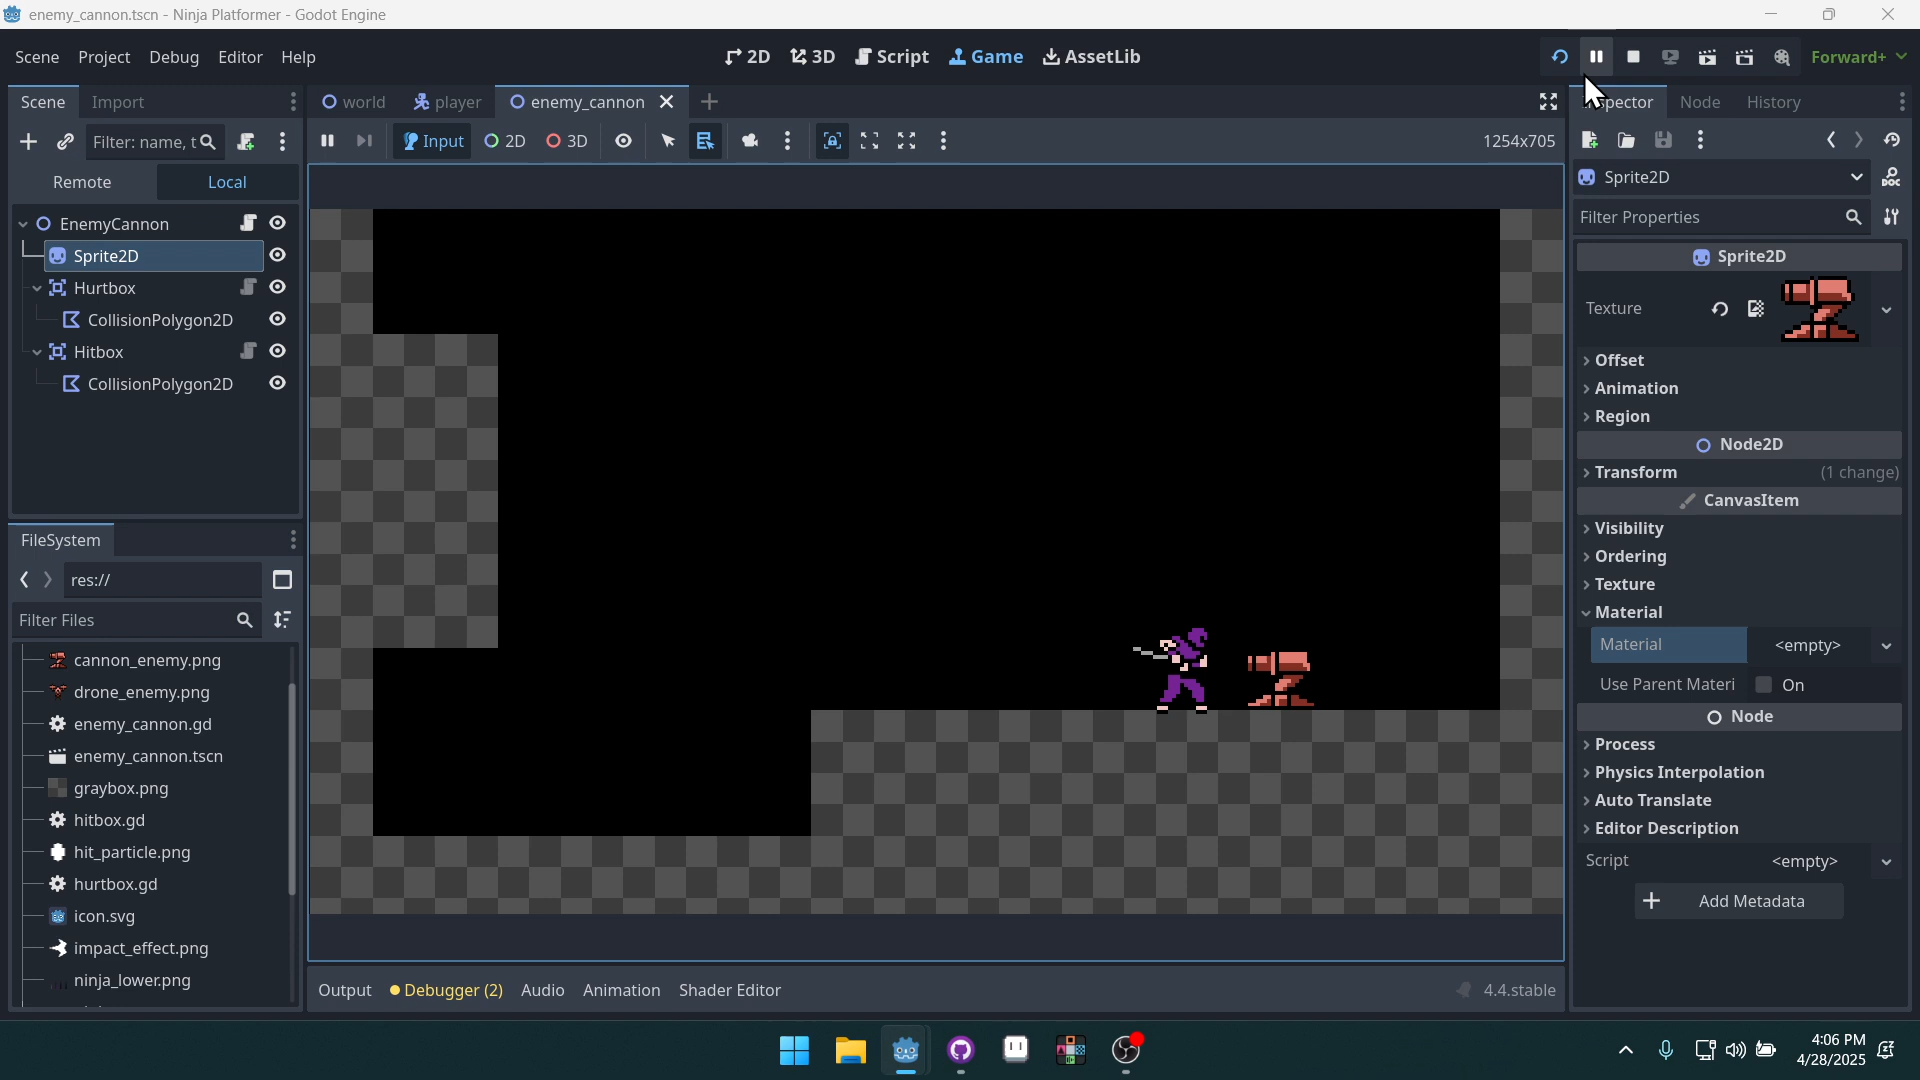 enemy_cannon.tscn - Ninja Platformer - Godot Engine
Scene Project Debug Editor Help
2D 3D Script Game AssetLib
Forward+
Scene Import
world player enemy_cannon
Node History
Filter: name, t
Input 2D 3D
1254x705
Remote Local
Sprite2D
DOC
Filter Properties
EnemyCannon
Sprite2D
Hurtbox
CollisionPolygon2D
Hitbox
CollisionPolygon2D
Sprite2D
Texture
Offset
Animation
Region
Node2D
Transform (1 change)
CanvasItem
Visibility
Ordering
Texture
Material
Material <empty>
Use Parent Materi On
Node
Process
Physics Interpolation
Auto Translate
Editor Description
Script <empty>
Add Metadata
FileSystem
res://
Filter Files
cannon_enemy.png
drone_enemy.png
enemy_cannon.gd
enemy_cannon.tscn
graybox.png
hitbox.gd
hit_particle.png
hurtbox.gd
icon.svg
impact_effect.png
ninja_lower.png
Output Debugger (2) Audio Animation Shader Editor
4.4.stable
4:06 PM
4/28/2025